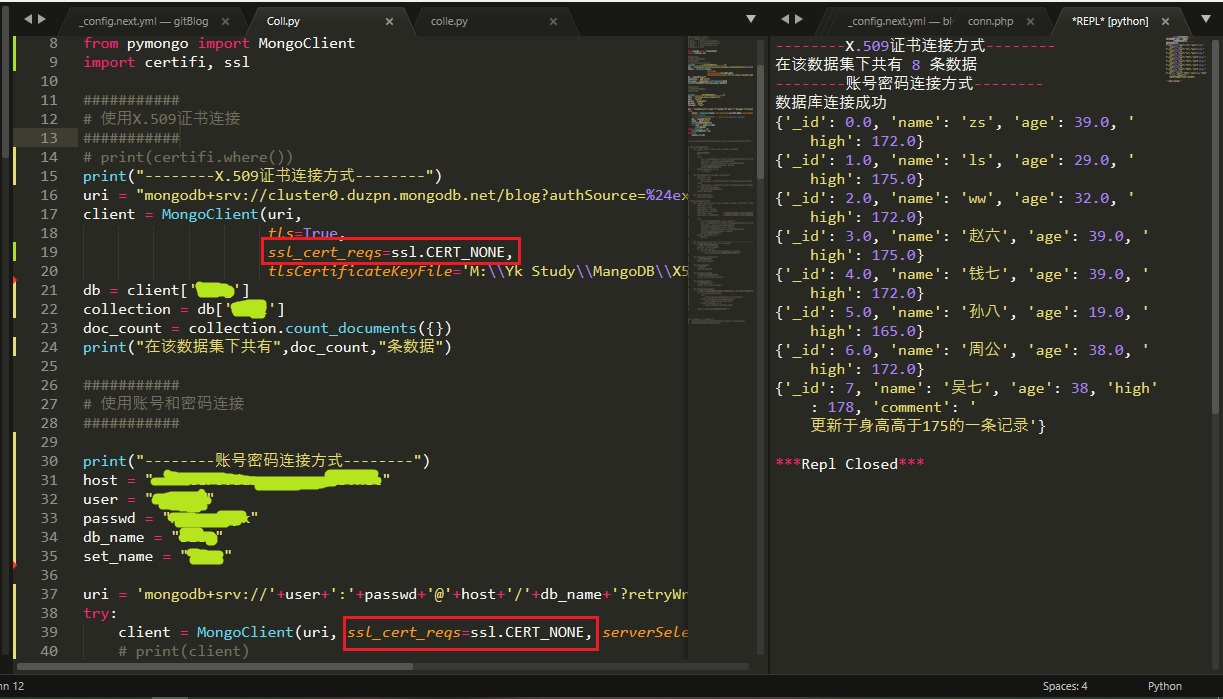 _config.next.yml — gitBlog
Coll.py
colle.py
8 from pymongo import MongoClient
9 import certifi, ssl
10
11 ###########
12 # 使用X.509证书连接
13 ###########
14 # print(certifi.where())
15 print("--------X.509证书连接方式--------")
16 uri = "mongodb+srv://cluster0.duzpn.mongodb.net/blog?authSource=%24ex
17 client = MongoClient(uri,
18 tls=True,
19 ssl_cert_reqs=ssl.CERT_NONE,
20 tlsCertificateKeyFile='M:\\Yk Study\\MangoDB\\X5
21 db = client['']
22 collection = db['']
23 doc_count = collection.count_documents({})
24 print("在该数据集下共有",doc_count,"条数据")
25
26 ###########
27 # 使用账号和密码连接
28 ###########
29
30 print("--------账号密码连接方式--------")
31 host = ""
32 user = ""
33 passwd = ""
34 db_name = ""
35 set_name = ""
36
37 uri = 'mongodb+srv://'+user+':'+passwd+'@'+host+'/'+db_name+'?retryWr
38 try:
39 client = MongoClient(uri, ssl_cert_reqs=ssl.CERT_NONE, serverSele
40 # print(client)
_config.next.yml — bl
conn.php
*REPL* [python]
--------X.509证书连接方式--------
在该数据集下共有 8 条数据
--------账号密码连接方式---------
数据库连接成功
{'_id': 0.0, 'name': 'zs', 'age': 39.0, '
high': 172.0}
{'_id': 1.0, 'name': 'ls', 'age': 29.0, '
high': 175.0}
{'_id': 2.0, 'name': 'ww', 'age': 32.0, '
high': 172.0}
{'_id': 3.0, 'name': '赵六', 'age': 39.0, '
high': 175.0}
{'_id': 4.0, 'name': '钱七', 'age': 39.0, '
high': 172.0}
{'_id': 5.0, 'name': '孙八', 'age': 19.0, '
high': 165.0}
{'_id': 6.0, 'name': '周公', 'age': 38.0, '
high': 172.0}
{'_id': 7, 'name': '吴七', 'age': 38, 'high'
: 178, 'comment': '
更新于身高高于175的一条记录'}
***Repl Closed***
nn 12
Spaces: 4
Python